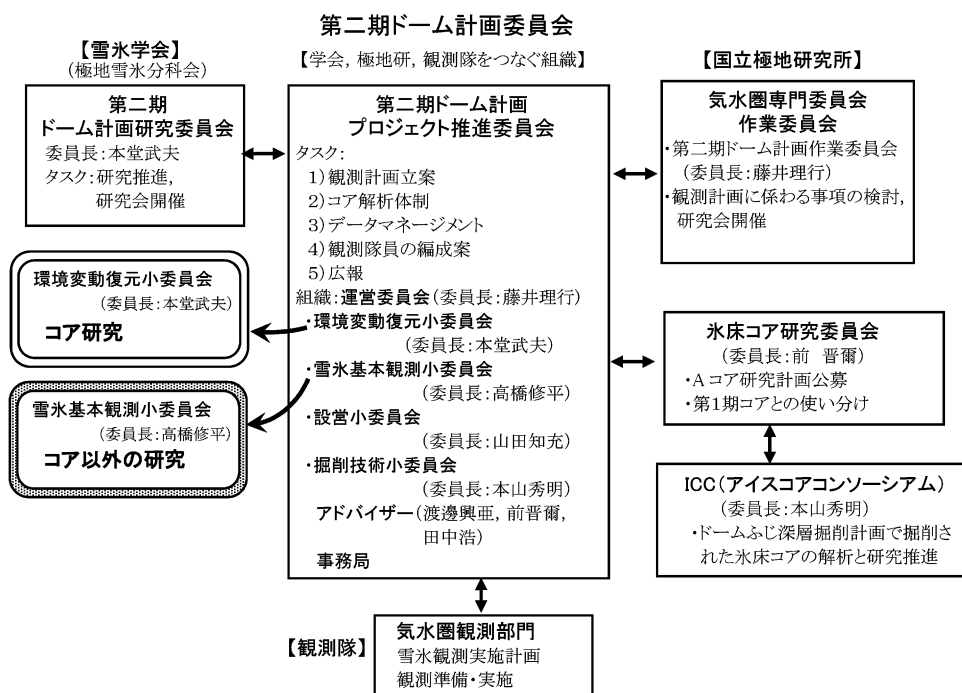 第二期ドーム計画委員会
【学会, 極地研, 観測隊をつなぐ組織】
【雪氷学会】
(極地雪氷分科会)
第二期
ドーム計画研究委員会
委員長:本堂武夫
タスク:研究推進,
研究会開催
環境変動復元小委員会
(委員長:本堂武夫)
コア研究
雪氷基本観測小委員会
(委員長:高橋修平)
コア以外の研究
第二期ドーム計画
プロジェクト推進委員会
タスク:
1)観測計画立案
2)コア解析体制
3)データマネージメント
4)観測隊員の編成案
5)広報
組織:運営委員会(委員長:藤井理行)
・環境変動復元小委員会
(委員長:本堂武夫)
・雪氷基本観測小委員会
(委員長:高橋修平)
・設営小委員会
(委員長:山田知充)
・掘削技術小委員会
(委員長:本山秀明)
アドバイザー(渡邊興亜, 前晋爾,
田中浩)
事務局
【国立極地研究所】
気水圏専門委員会
作業委員会
・第二期ドーム計画作業委員会
(委員長:藤井理行)
・観測計画に係わる事項の検討,
研究会開催
氷床コア研究委員会
(委員長:前 晋爾)
・Aコア研究計画公募
・第1期コアとの使い分け
ICC(アイスコアコンソーシアム)
(委員長:本山秀明)
・ドームふじ深層掘削計画で掘削さ
れた氷床コアの解析と研究推進
【観測隊】
気水圏観測部門
雪氷観測実施計画
観測準備・実施